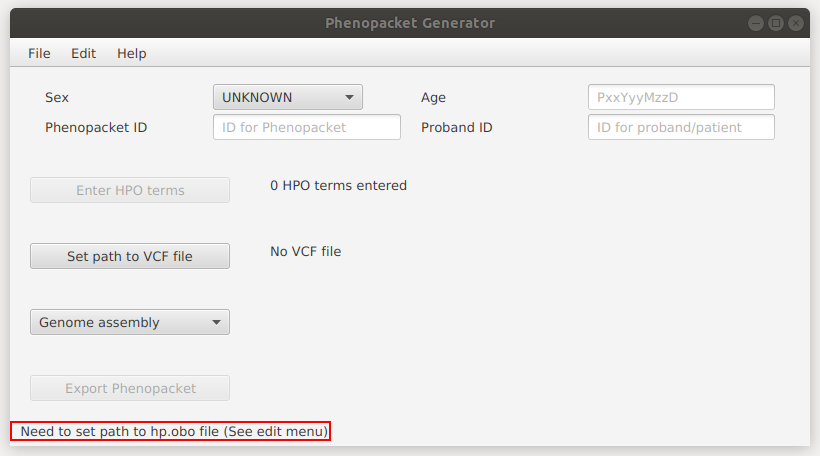 Phenopacket Generator
File Edit Help
Sex UNKNOWN Age PxxYyyMzzD
Phenopacket ID ID for Phenopacket Proband ID ID for proband/patient
Enter HPO terms 0 HPO terms entered
Set path to VCF file No VCF file
Genome assembly
Export Phenopacket
Need to set path to hp.obo file (See edit menu)